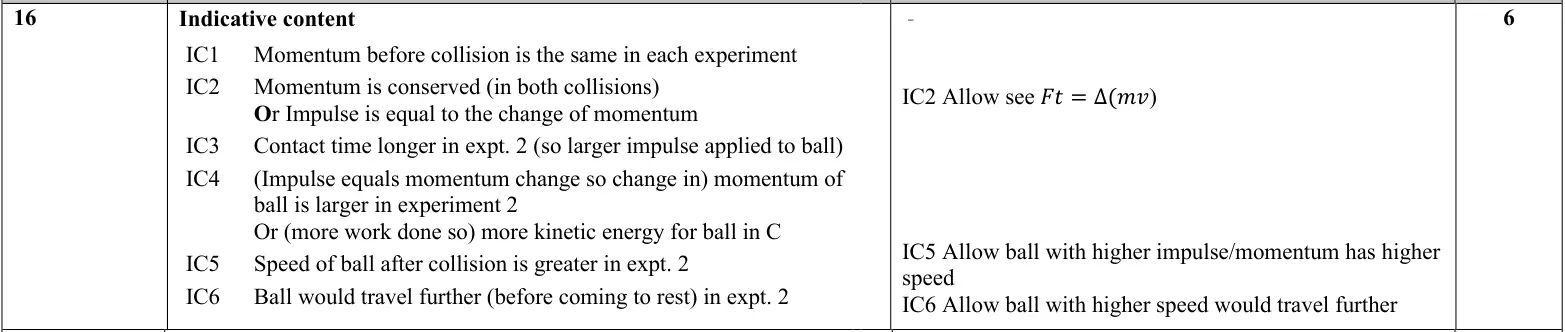 16
Indicative content
IC1 Momentum before collision is the same in each experiment
IC2 Momentum is conserved (in both collisions)
Or Impulse is equal to the change of momentum
IC3 Contact time longer in expt. 2 (so larger impulse applied to ball)
IC4 (Impulse equals momentum change so change in) momentum of
ball is larger in experiment 2
Or (more work done so) more kinetic energy for ball in C
IC5 Speed of ball after collision is greater in expt. 2
IC6 Ball would travel further (before coming to rest) in expt. 2
-
IC2 Allow see 𝐹𝑡 = Δ(𝑚𝑣)
IC5 Allow ball with higher impulse/momentum has higher
speed
IC6 Allow ball with higher speed would travel further
6